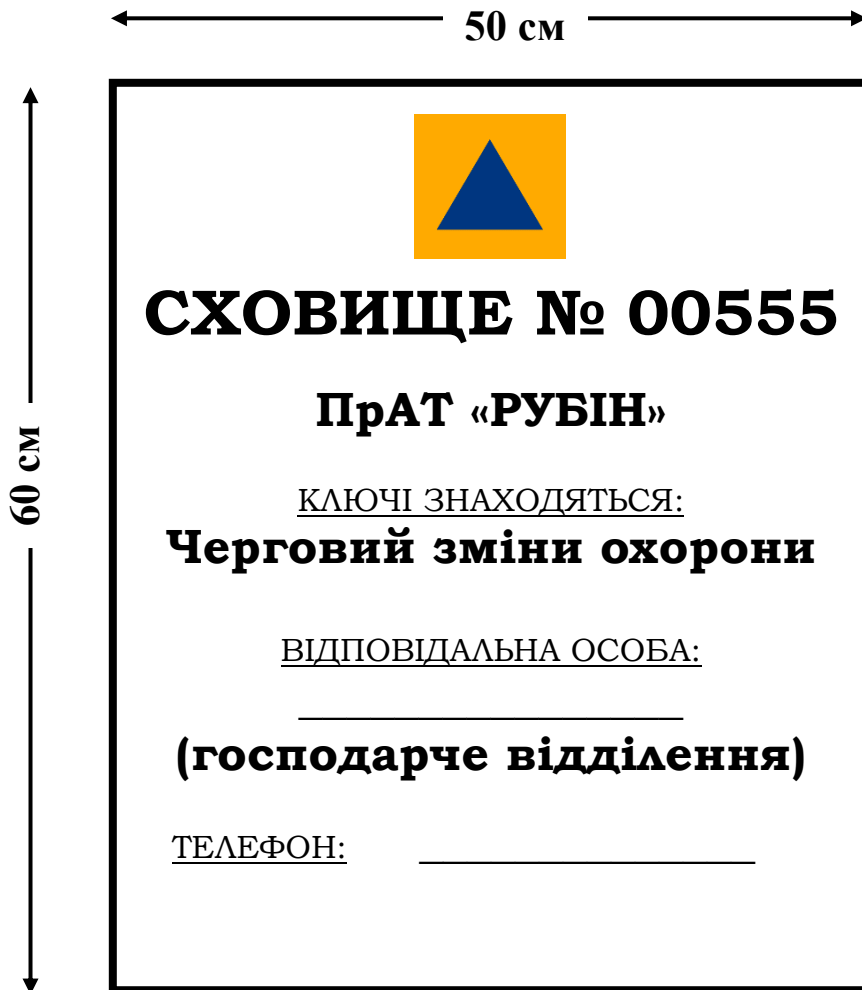 50 см
60 см
СХОВИЩЕ № 00555
ПрАТ «РУБІН»
КЛЮЧІ ЗНАХОДЯТЬСЯ:
Черговий зміни охорони
ВІДПОВІДАЛЬНА ОСОБА:
(господарче відділення)
ТЕЛЕФОН: